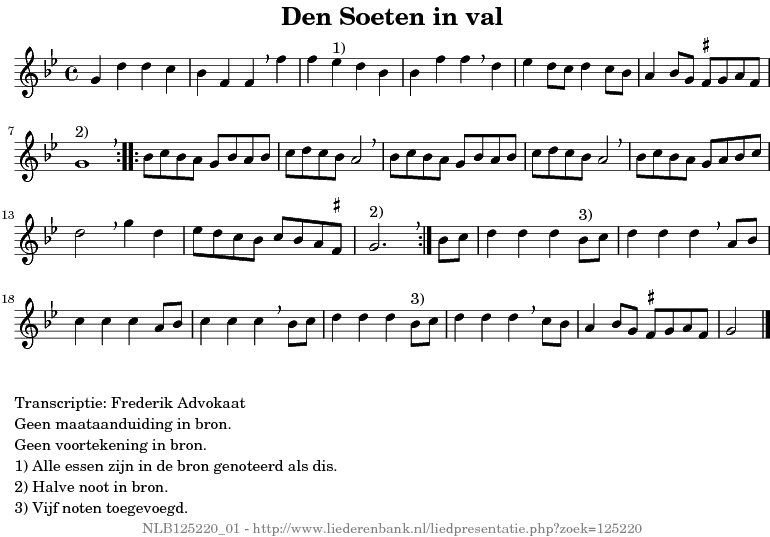 Den Soeten in val
1)
7
2)
13
2)
3)
18
3)
Transcriptie: Frederik Advokaat
Geen maataanduiding in bron.
Geen voortekening in bron.
1) Alle essen zijn in de bron genoteerd als dis.
2) Halve noot in bron.
3) Vijf noten toegevoegd.
NLB125220_01 - http://www.liederenbank.nl/liedpresentatie.php?zoek=125220